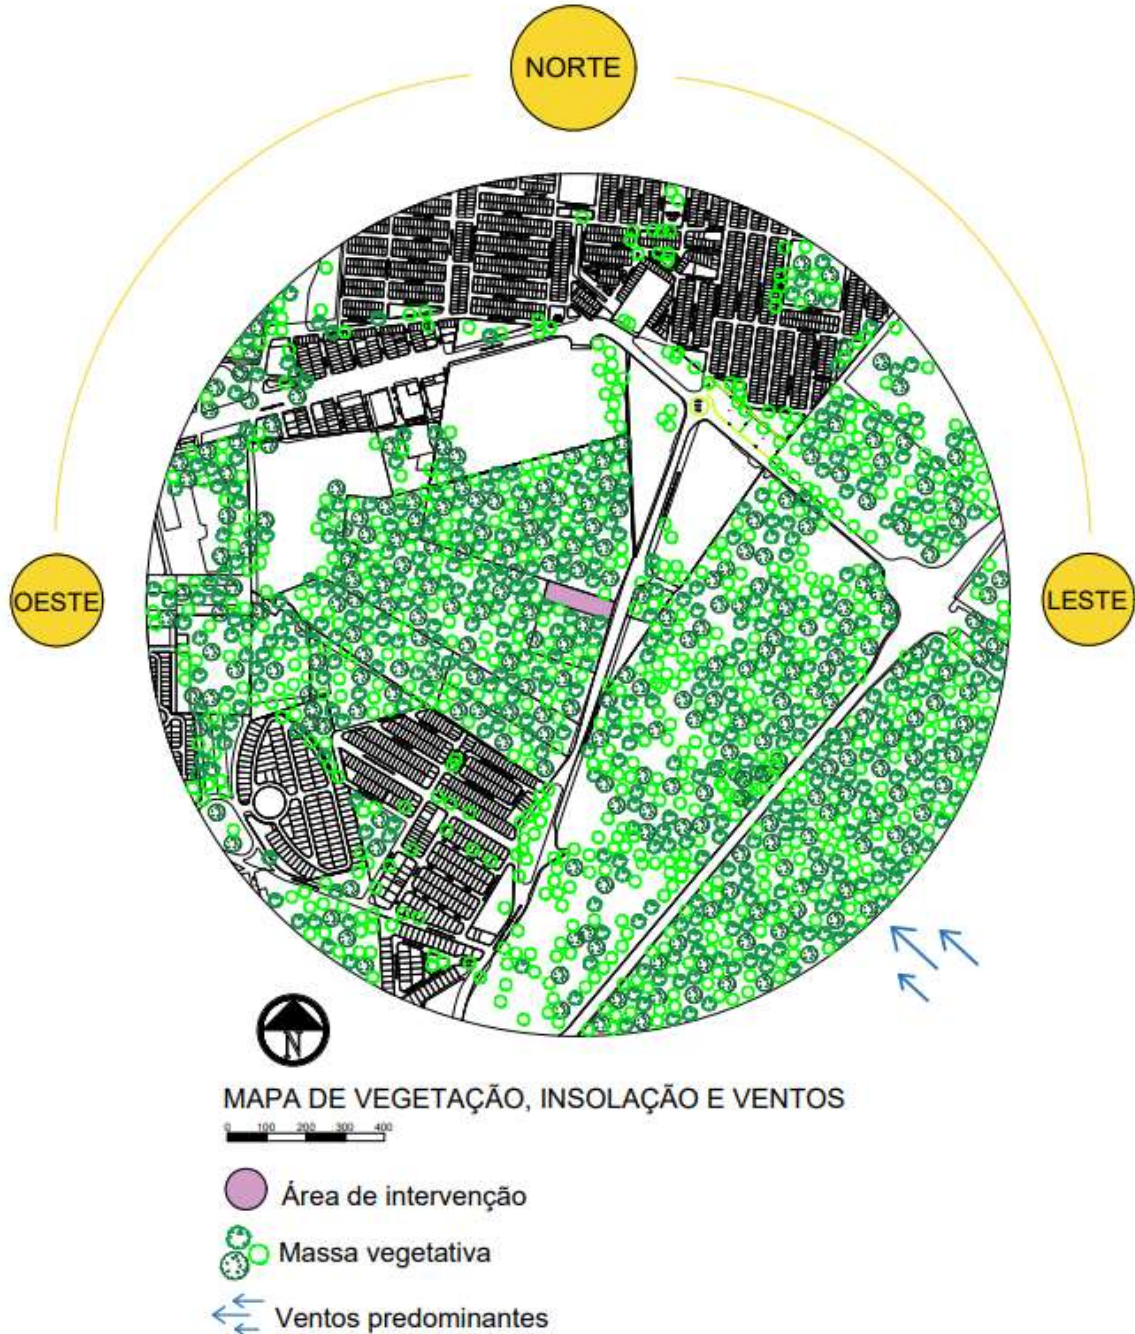 NORTE
OESTE
LESTE
N
MAPA DE VEGETAÇÃO, INSOLAÇÃO E VENTOS
0 100 200 300 400
Área de intervenção
Massa vegetativa
Ventos predominantes